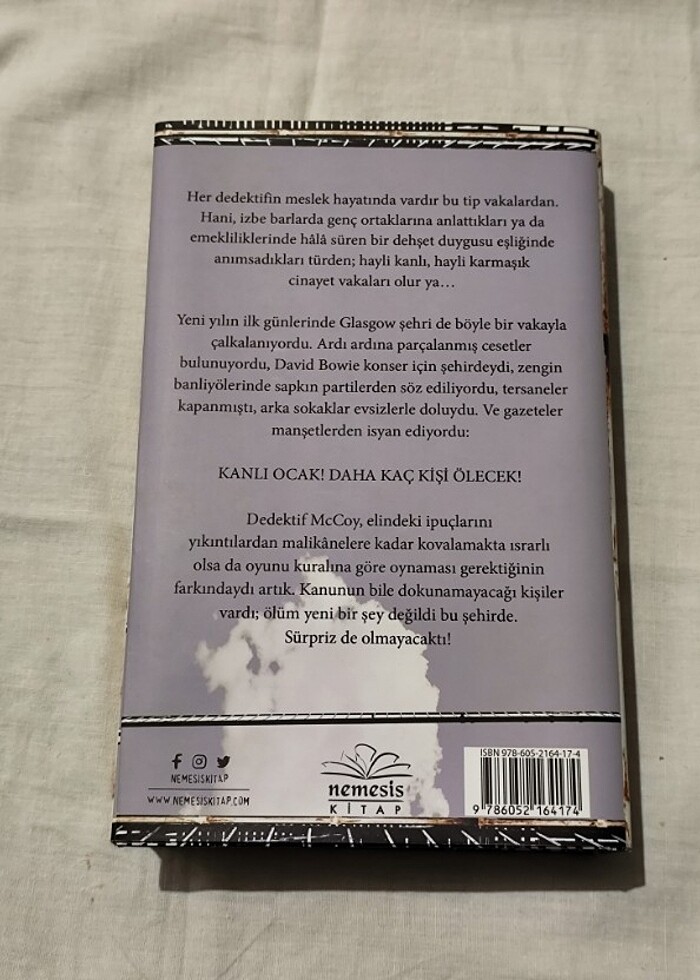 Her dedektifin meslek hayatında vardır bu tip vakalardan.
Hani, izbe barlarda genç ortaklarına anlattıkları ya da
emekliliklerinde hâlâ süren bir dehşet duygusu eşliğinde
anımsadıkları türden; hayli kanlı, hayli karmaşık
cinayet vakaları olur ya…
Yeni yılın ilk günlerinde Glasgow şehri de böyle bir vakayla
çalkalanıyordu. Ardı ardına parçalanmış cesetler
bulunuyordu, David Bowie konser için şehirdeydi, zengin
banliyölerinde sapkın partilerden söz ediliyordu, tersaneler
kapanmıştı, arka sokaklar evsizlerle doluydu. Ve gazeteler
manşetlerden isyan ediyordu:
KANLI OCAK! DAHA KAÇ KİŞİ ÖLECEK!
Dedektif McCoy, elindeki ipuçlarını
yıkıntılardan malikânelere kadar kovalamakta ısrarlı
olsa da oyunu kuralına göre oynaması gerektiğinin
farkındaydı artık. Kanunun bile dokunamayacağı kişiler
vardı; ölüm yeni bir şey değildi bu şehirde.
Sürpriz de olmayacaktı!
NEMESISKITAP
WWW.NEMESISKITAP.COM
nemesis
KİTAP
ISBN 978-605-2164-17-4
9 786052 164174